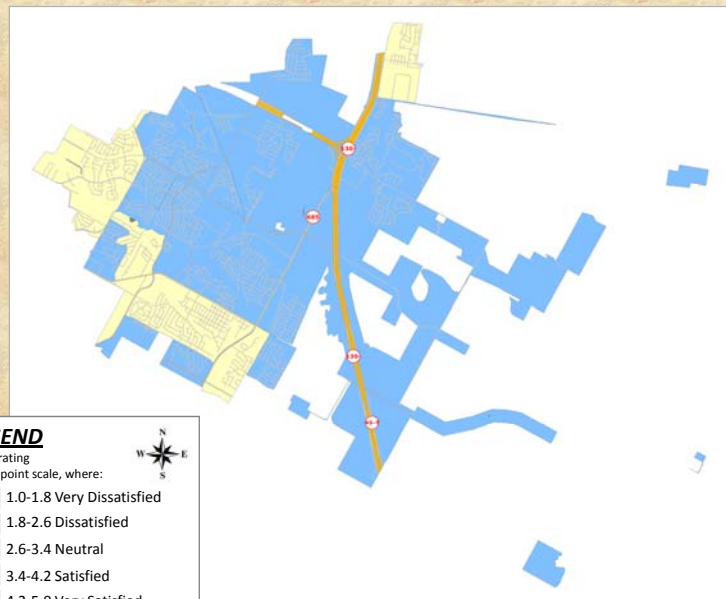 END
rating
point scale, where:
N
W E
S
1.0-1.8 Very Dissatisfied
1.8-2.6 Dissatisfied
2.6-3.4 Neutral
3.4-4.2 Satisfied
130
685